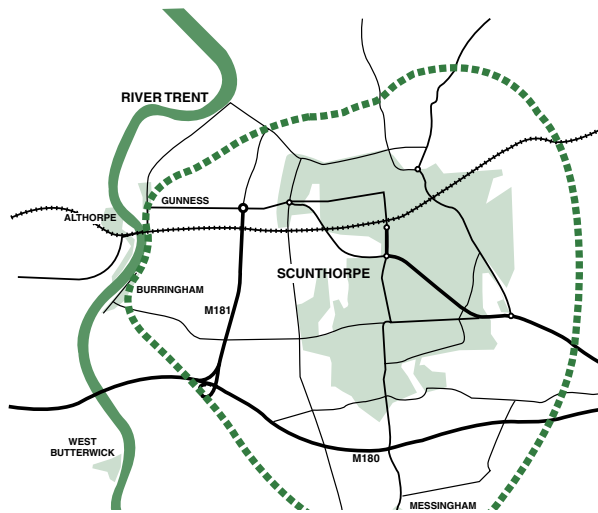 RIVER TRENT
GUNNESS
ALTHORPE
SCUNTHORPE
BURRINGHAM
M181
WEST
BUTTERWICK
M180
MESSINGHAM